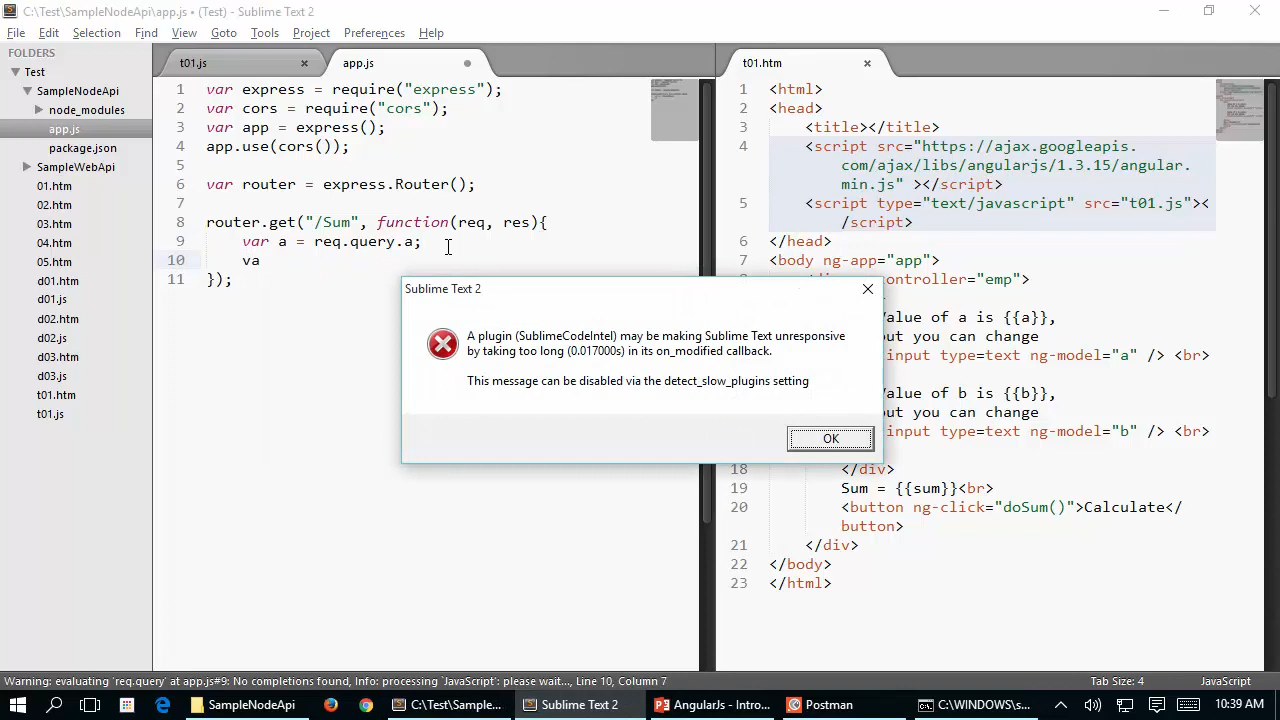 C:\Test\SampleNodeApi\app.js • (Test) - Sublime Text 2
File Edit Selection Find View Goto Tools Project Preferences Help
FOLDERS
Test
SampleNodeApi
node_modules
app.js
package.json
SampleWebApi
01.htm
02.htm
03.htm
04.htm
05.htm
d01.htm
d01.js
d02.htm
d02.js
d03.htm
d03.js
t01.htm
t01.js
t01.js
app.js
1 var express = require("express");
2 var cors = require("cors");
3 var app = express();
4 app.use(cors());
5
6 var router = express.Router();
7
8 router.get("/Sum", function(req, res){
9 var a = req.query.a;
10 va
11 });
t01.htm
1 <html>
2 <head>
3 <title></title>
4 <script src="https://ajax.googleapis.
com/ajax/libs/angularjs/1.3.15/angular.
min.js" ></script>
5 <script type="text/javascript" src="t01.js"><
/script>
6 </head>
7 <body ng-app="app">
controller="emp">
Value of a is {{a}},
but you can change
input type=text ng-model="a" /> <br>
Value of b is {{b}},
but you can change
input type=text ng-model="b" /> <br>
18 </div>
19 Sum = {{sum}}<br>
20 <button ng-click="doSum()">Calculate</
button>
21 </div>
22 </body>
23 </html>
Sublime Text 2
A plugin (SublimeCodeIntel) may be making Sublime Text unresponsive
by taking too long (0.017000s) in its on_modified callback.
This message can be disabled via the detect_slow_plugins setting
OK
Warning: evaluating 'req.query' at app.js#9: No completions found, Info: processing `JavaScript': please wait..., Line 10, Column 7
Tab Size: 4
JavaScript
SampleNodeApi
C:\Test\Sample...
Sublime Text 2
AngularJs - Intro...
Postman
C:\WINDOWS\s...
10:39 AM